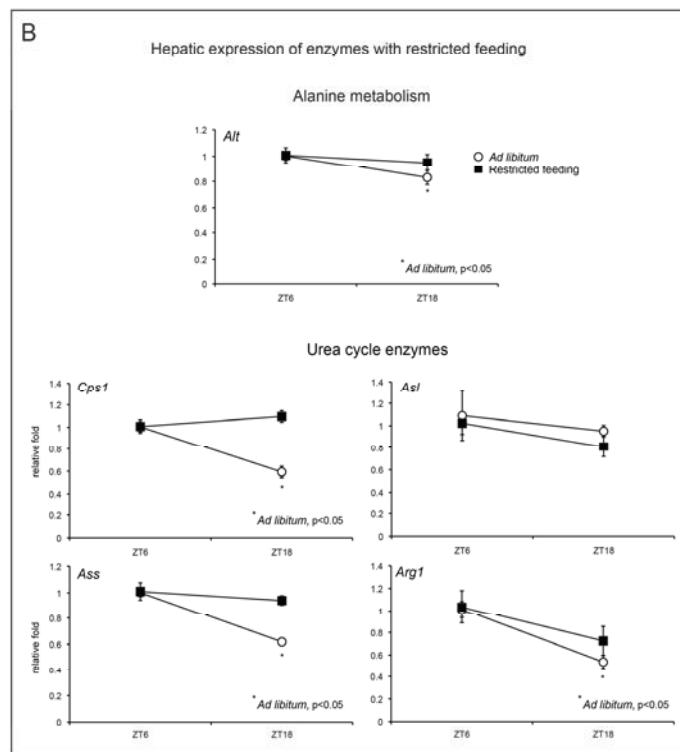 B
Hepatic expression of enzymes with restricted feeding
Alanine metabolism
Alt
1.2
1
0.8
0.6
0.4
0.2
0
ZT6
ZT18
Ad libitum
Restricted feeding
*
* Ad libitum, p<0.05
Urea cycle enzymes
Cps1
relative fold
1.4
1.2
1
0.8
0.6
0.4
0.2
0
ZT6
ZT18
*
* Ad libitum, p<0.05
Asl
1.4
1.2
1
0.8
0.6
0.4
0.2
0
ZT6
ZT18
Ass
relative fold
1.2
1
0.8
0.6
0.4
0.2
0
ZT6
ZT18
*
* Ad libitum, p<0.05
Arg1
1.4
1.2
1
0.8
0.6
0.4
0.2
0
ZT6
ZT18
*
* Ad libitum, p<0.05